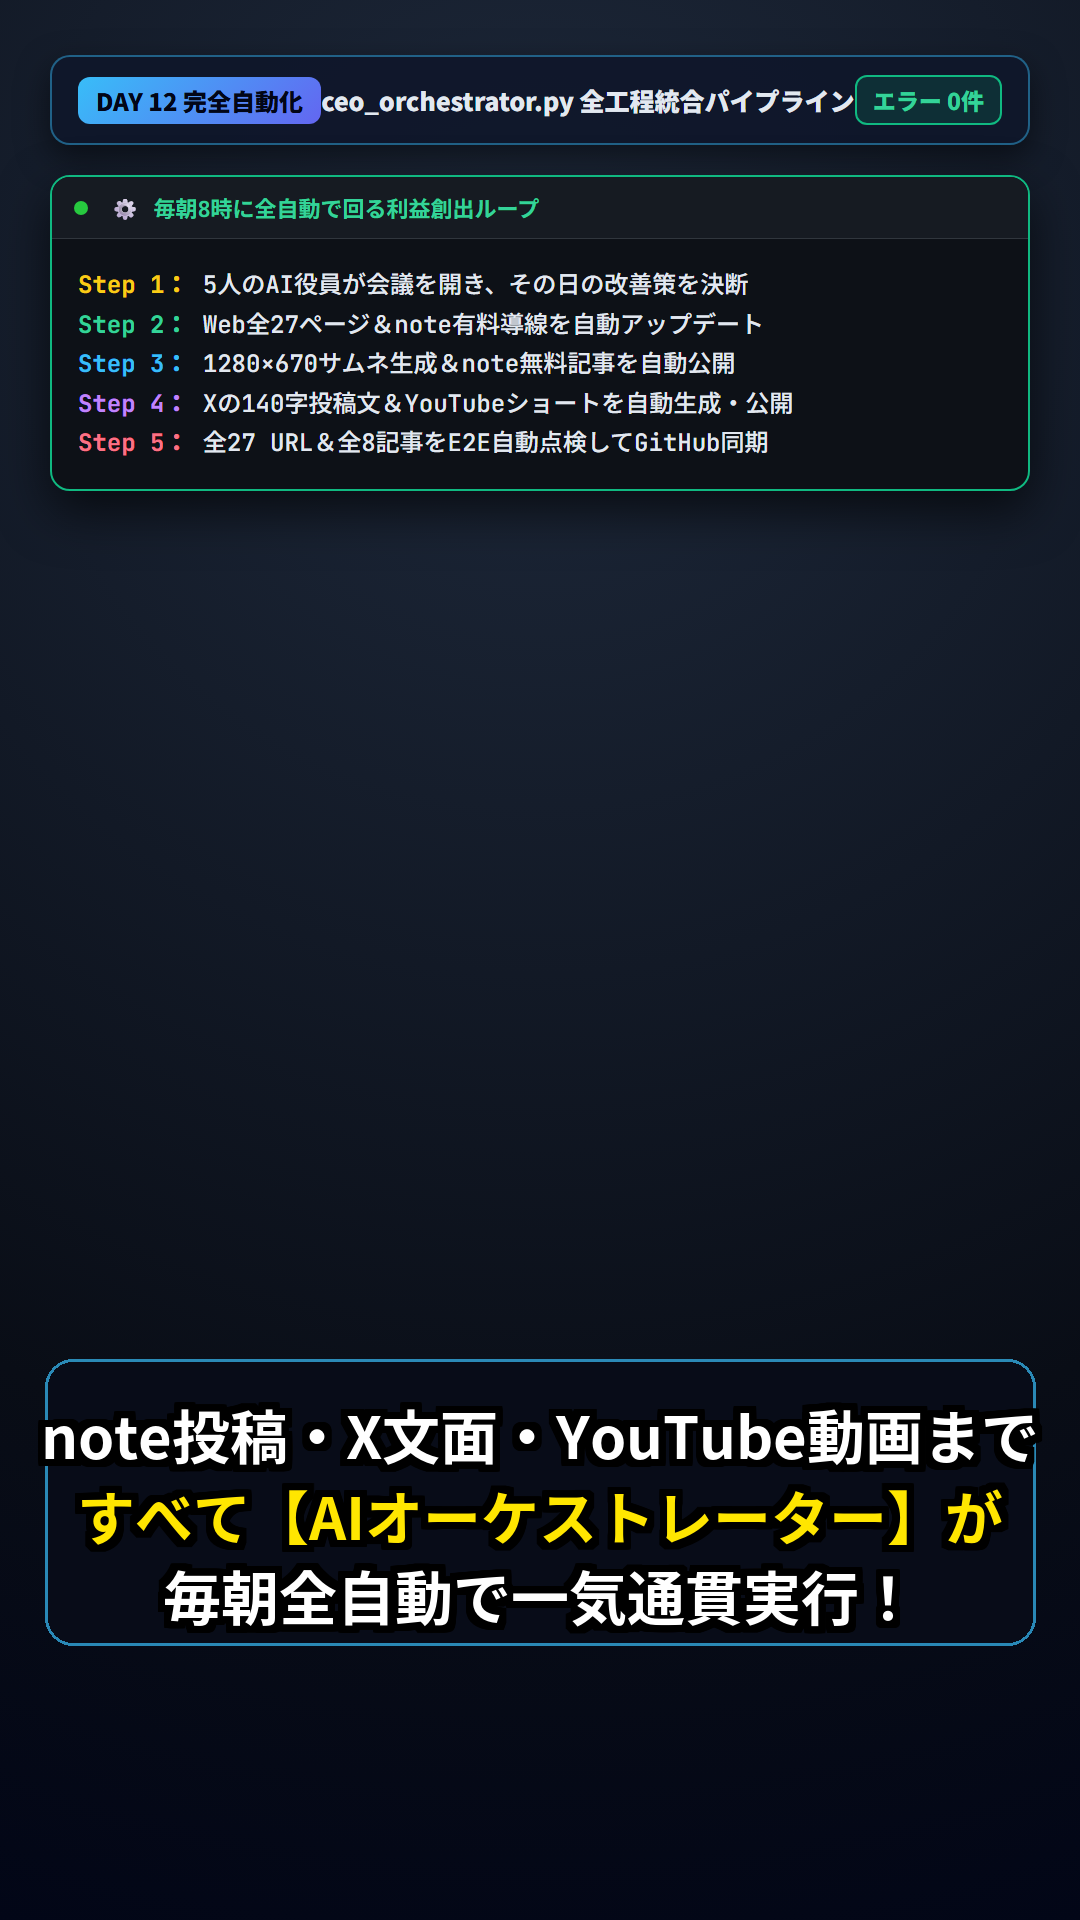 DAY 12 完全自動化 ceo_orchestrator.py 全工程統合パイプライン エラー 0件
毎朝8時に全自動で回る利益創出ループ
Step 1： 5人のAI役員が会議を開き、その日の改善策を決断
Step 2： Web全27ページ＆note有料導線を自動アップデート
Step 3： 1280×670サムネ生成＆note無料記事を自動公開
Step 4： Xの140字投稿文＆YouTubeショートを自動生成・公開
Step 5： 全27 URL＆全8記事をE2E自動点検してGitHub同期
note投稿・X文面・YouTube動画まで
すべて【AIオーケストレーター】が
毎朝全自動で一気通貫実行！